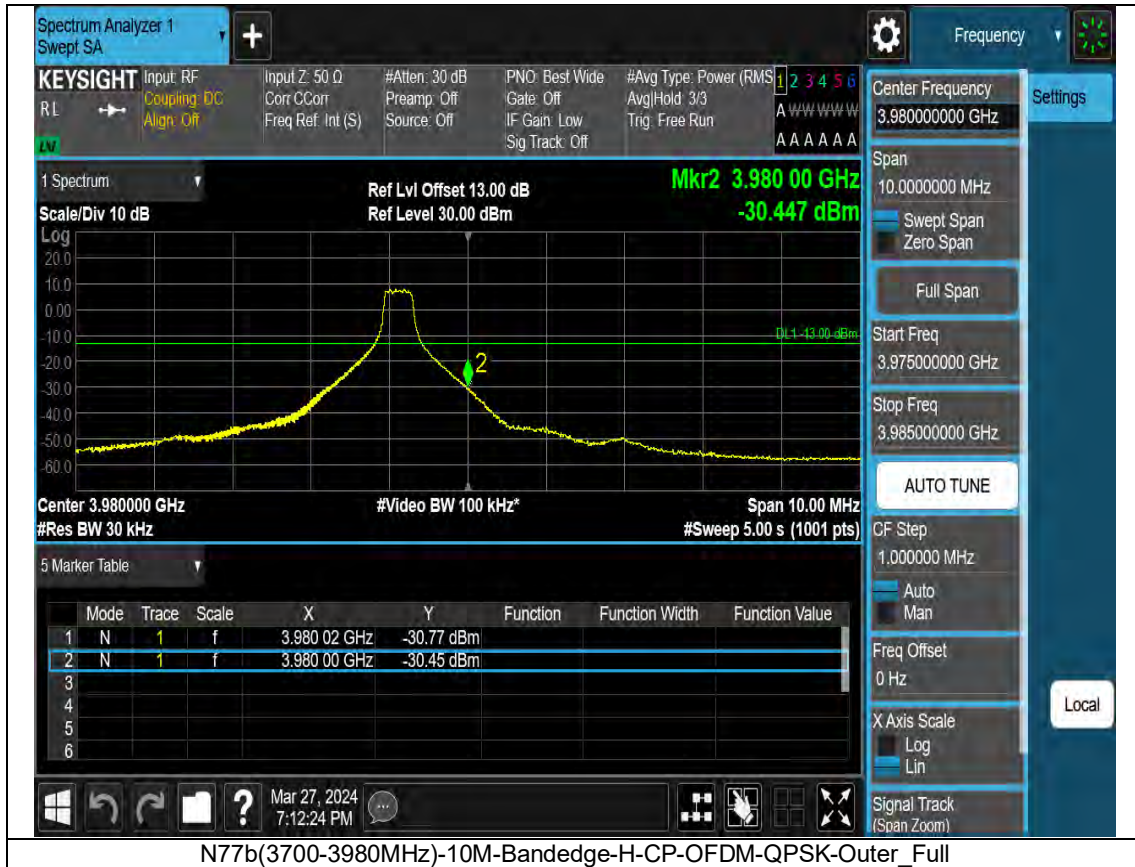 Spectrum Analyzer 1
Swept SA
+
Frequency
KEYSIGHT
RL
Input: RF
Coupling: DC
Align: Off
Input Z: 50 Ω
Corr CCorr
Freq Ref: Int (S)
#Atten: 30 dB
Preamp: Off
Source: Off
PNO: Best Wide
Gate: Off
IF Gain: Low
Sig Track: Off
#Avg Type: Power (RMS
Avg|Hold: 3/3
Trig: Free Run
1 2 3 4 5 6
A W W W W W
A A A A A A
1 Spectrum
Scale/Div 10 dB
Ref Lvl Offset 13.00 dB
Ref Level 30.00 dBm
Mkr2 3.980 00 GHz
-30.447 dBm
Log
20.0
10.0
0.00
-10.0
-20.0
-30.0
-40.0
-50.0
-60.0
DL1 -13.00 dBm
2
Center 3.980000 GHz
#Video BW 100 kHz*
Span 10.00 MHz
#Res BW 30 kHz
#Sweep 5.00 s (1001 pts)
5 Marker Table
Mode Trace Scale X Y Function Function Width Function Value
1 N 1 f 3.980 02 GHz -30.77 dBm
2 N 1 f 3.980 00 GHz -30.45 dBm
3
4
5
6
?
Mar 27, 2024
7:12:24 PM
Center Frequency
3.980000000 GHz
Settings
Span
10.0000000 MHz
Swept Span
Zero Span
Full Span
Start Freq
3.975000000 GHz
Stop Freq
3.985000000 GHz
AUTO TUNE
CF Step
1.000000 MHz
Auto
Man
Freq Offset
0 Hz
X Axis Scale
Log
Lin
Local
Signal Track
(Span Zoom)
N77b(3700-3980MHz)-10M-Bandedge-H-CP-OFDM-QPSK-Outer_Full